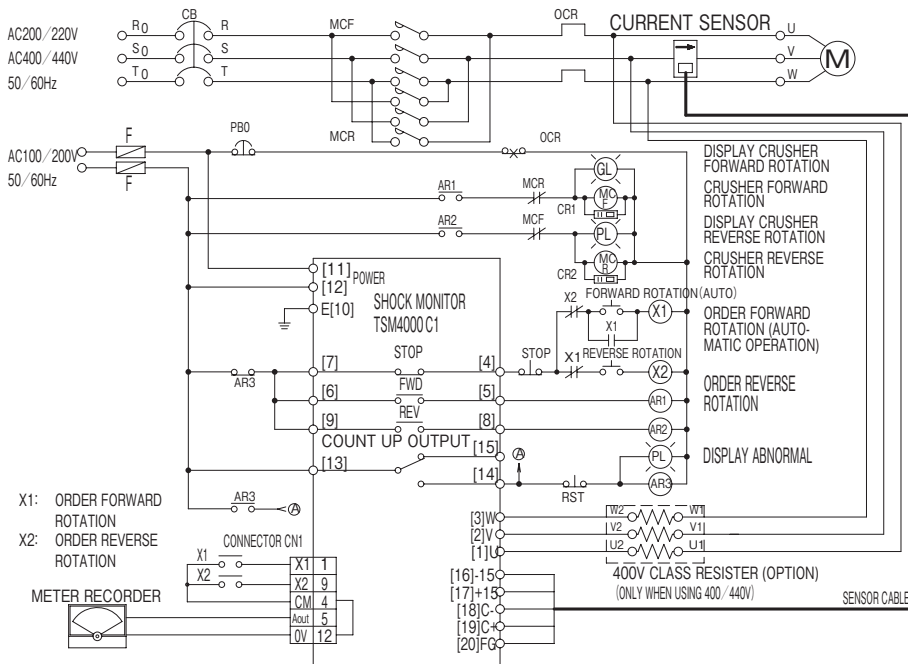 AC200/220V
AC400/440V
50/60Hz
R0
S0
T0
CB
R
S
T
MCF
MCR
OCR
CURRENT SENSOR
U
V
W
M
AC100/200V
50/60Hz
F
F
PB0
OCR
AR1
MCR
AR2
MCF
GL
MC
F
CR1
PL
MC
R
CR2
DISPLAY CRUSHER
FORWARD ROTATION
CRUSHER FORWARD
ROTATION
DISPLAY CRUSHER
REVERSE ROTATION
CRUSHER REVERSE
ROTATION
[11]
[12]
POWER
E[10]
SHOCK MONITOR
TSM4000C1
X2
FORWARD ROTATION(AUTO)
X1
X1
ORDER FORWARD
ROTATION (AUTO-
MATIC OPERATION)
[7]
STOP
[4]
STOP
X1
REVERSE ROTATION
X2
AR3
[6]
FWD
[5]
AR1
ORDER REVERSE
ROTATION
[9]
REV
[8]
AR2
COUNT UP OUTPUT
[15]
[13]
[14]
A
RST
PL
AR3
DISPLAY ABNORMAL
AR3
A
X1: ORDER FORWARD
ROTATION
X2: ORDER REVERSE
ROTATION
CONNECTOR CN1
X1
X2
X1 1
X2 9
CM 4
Aout 5
0V 12
METER RECORDER
[3]W
[2]V
[1]U
W2
W1
V2
V1
U2
U1
400V CLASS RESISTER (OPTION)
(ONLY WHEN USING 400/440V)
[16]-15
[17]+15
[18]C-
[19]C+
[20]FG
SENSOR CABLE